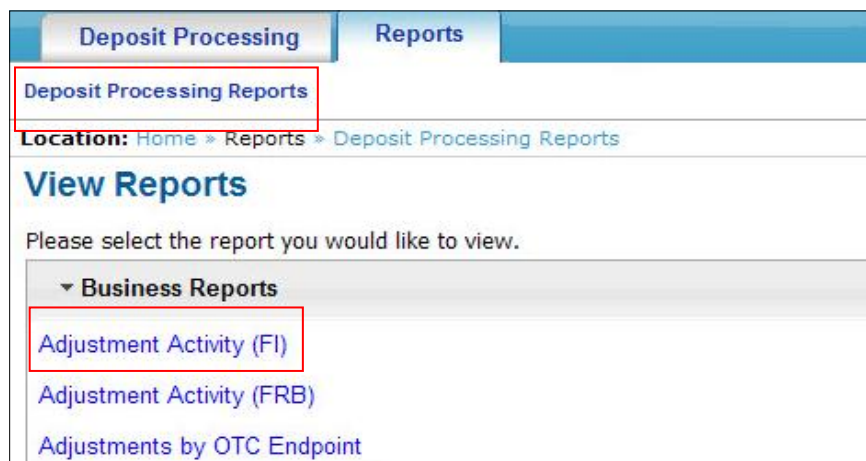 Deposit Processing Reports
Deposit Processing Reports
Location: Home » Reports » Deposit Processing Reports
View Reports
Please select the report you would like to view.
Business Reports
Adjustment Activity (FI)
Adjustment Activity (FRB)
Adjustments by OTC Endpoint